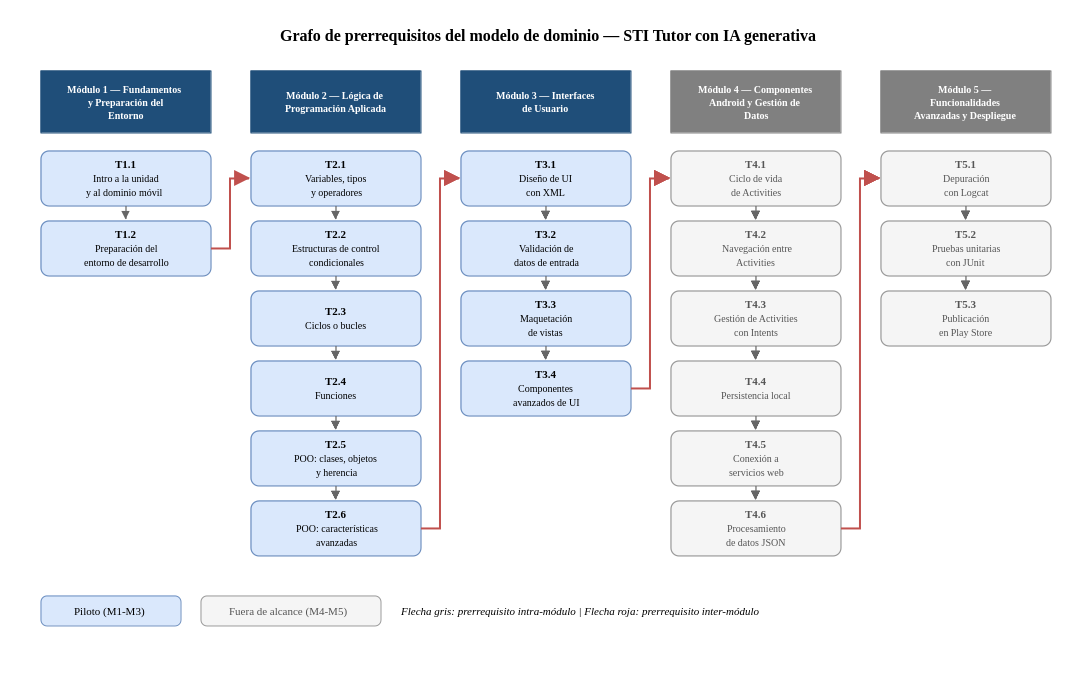 Grafo de prerrequisitos del modelo de dominio — STI Tutor con IA generativa
Módulo 1 — Fundamentos
y Preparación del
Entorno
T1.1
Intro a la unidad
y al dominio móvil
T1.2
Preparación del
entorno de desarrollo
Módulo 2 — Lógica de
Programación Aplicada
T2.1
Variables, tipos
y operadores
T2.2
Estructuras de control
condicionales
T2.3
Ciclos o bucles
T2.4
Funciones
T2.5
POO: clases, objetos
y herencia
T2.6
POO: características
avanzadas
Módulo 3 — Interfaces
de Usuario
T3.1
Diseño de UI
con XML
T3.2
Validación de
datos de entrada
T3.3
Maquetación
de vistas
T3.4
Componentes
avanzados de UI
Módulo 4 — Componentes
Android y Gestión de
Datos
T4.1
Ciclo de vida
de Activities
T4.2
Navegación entre
Activities
T4.3
Gestión de Activities
con Intents
T4.4
Persistencia local
T4.5
Conexión a
servicios web
T4.6
Procesamiento
de datos JSON
Módulo 5 —
Funcionalidades
Avanzadas y Despliegue
T5.1
Depuración
con Logcat
T5.2
Pruebas unitarias
con JUnit
T5.3
Publicación
en Play Store
Piloto (M1-M3)
Fuera de alcance (M4-M5)
Flecha gris: prerrequisito intra-módulo | Flecha roja: prerrequisito inter-módulo